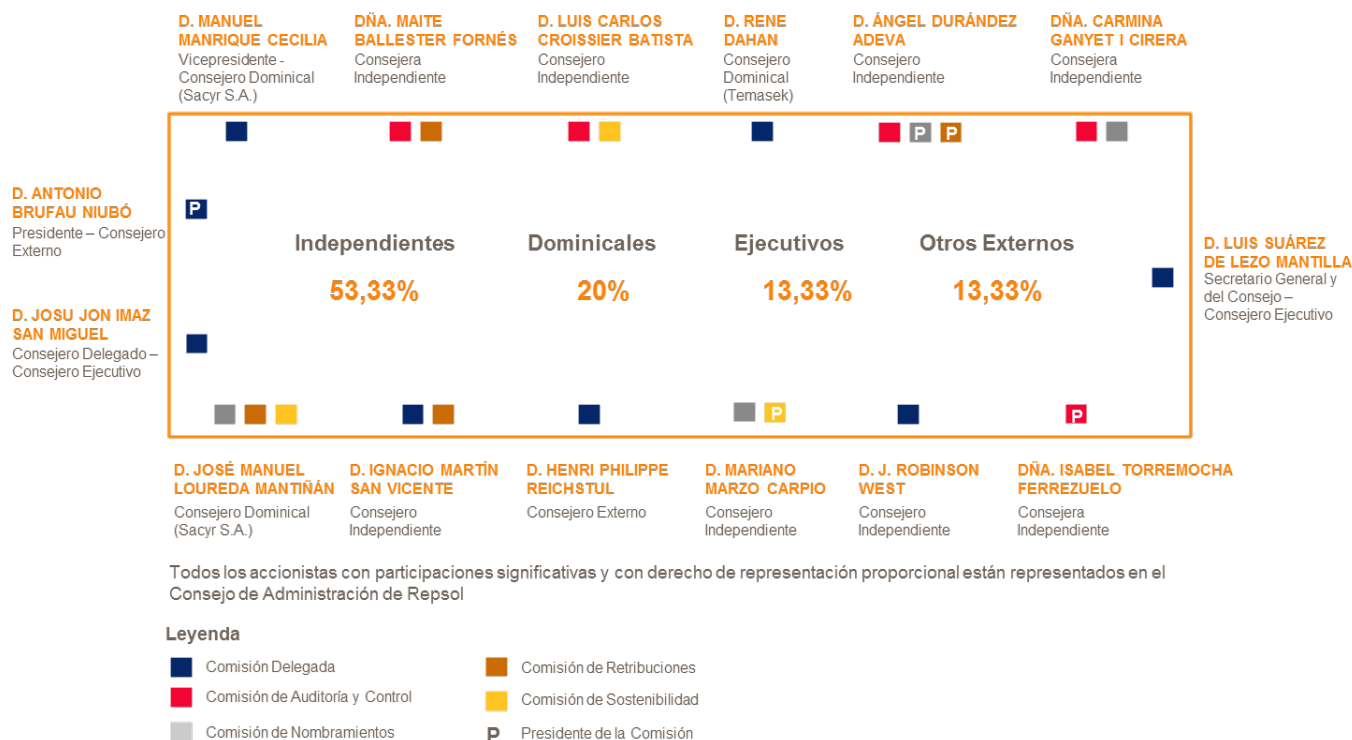 D. MANUEL
MANRIQUE CECILIA
Vicepresidente -
Consejero Dominical
(Sacyr S.A.)
DÑA. MAITE
BALLESTER FORNÉS
Consejera
Independiente
D. LUIS CARLOS
CROISSIER BATISTA
Consejero
Independiente
D. RENE
DAHAN
Consejero
Dominical
(Temasek)
D. ÁNGEL DURÁNDEZ
ADEVA
Consejero
Independiente
DÑA. CARMINA
GANYET I CIRERA
Consejera
Independiente
P P
D. ANTONIO
BRUFAU NIUBÓ
Presidente – Consejero
Externo
P
D. JOSU JON IMAZ
SAN MIGUEL
Consejero Delegado –
Consejero Ejecutivo
Independientes
53,33%
Dominicales
20%
Ejecutivos
13,33%
Otros Externos
13,33%
D. LUIS SUÁREZ
DE LEZO MANTILLA
Secretario General y
del Consejo –
Consejero Ejecutivo
P
P
D. JOSÉ MANUEL
LOUREDA MANTIÑÁN
Consejero Dominical
(Sacyr S.A.)
D. IGNACIO MARTÍN
SAN VICENTE
Consejero
Independiente
D. HENRI PHILIPPE
REICHSTUL
Consejero Externo
D. MARIANO
MARZO CARPIO
Consejero
Independiente
D. J. ROBINSON
WEST
Consejero
Independiente
DÑA. ISABEL TORREMOCHA
FERREZUELO
Consejera
Independiente
Todos los accionistas con participaciones significativas y con derecho de representación proporcional están representados en el
Consejo de Administración de Repsol
Leyenda
Comisión Delegada
Comisión de Auditoría y Control
Comisión de Nombramientos
Comisión de Retribuciones
Comisión de Sostenibilidad
P Presidente de la Comisión